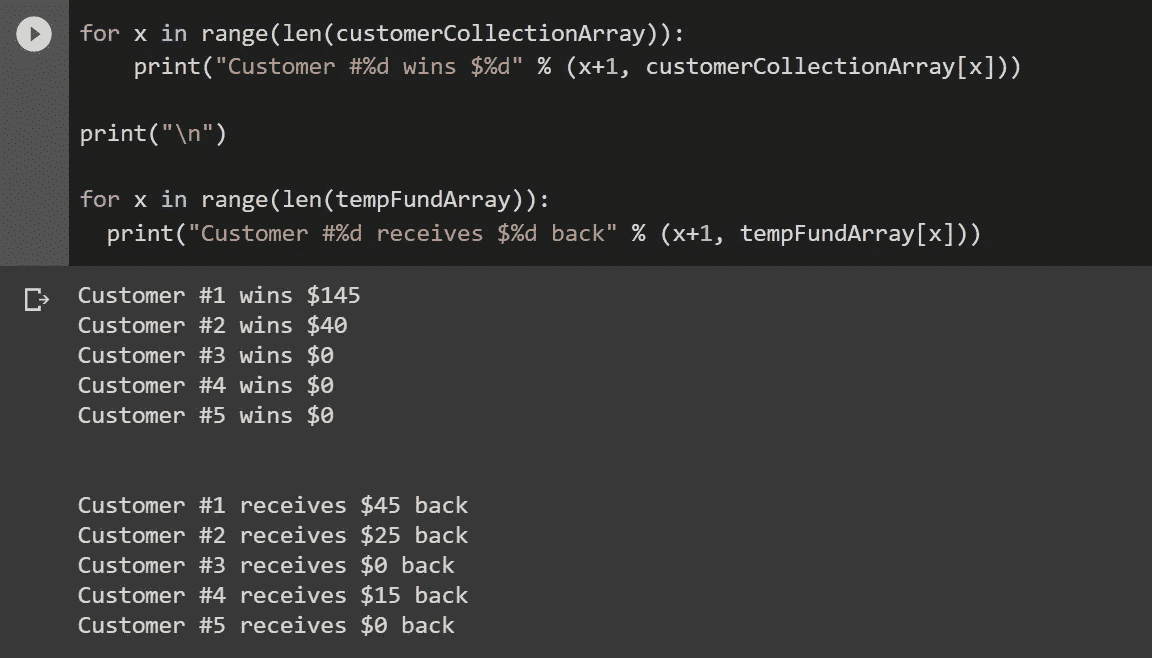 for x in range(len(customerCollectionArray)):
    print("Customer #%d wins $%d" % (x+1, customerCollectionArray[x]))
print("\n")
for x in range(len(tempFundArray)):
  print("Customer #%d receives $%d back" % (x+1, tempFundArray[x]))
Customer #1 wins $145
Customer #2 wins $40
Customer #3 wins $0
Customer #4 wins $0
Customer #5 wins $0
Customer #1 receives $45 back
Customer #2 receives $25 back
Customer #3 receives $0 back
Customer #4 receives $15 back
Customer #5 receives $0 back